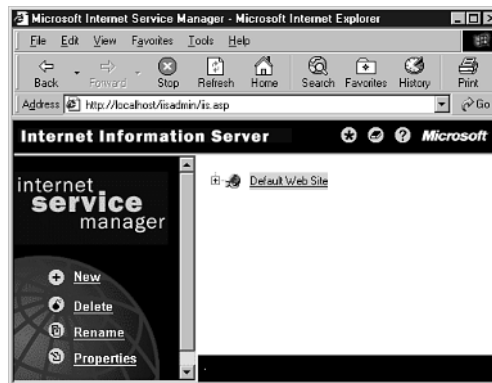 Microsoft Internet Service Manager - Microsoft Internet Explorer
File Edit View Favorites Tools Help
Back Forward Stop Refresh Home Search Favorites History Print
Address http://localhost/iisadmin/iis.asp Go
Internet Information Server Microsoft
internet
service
manager
Default Web Site
New
Delete
Rename
Properties